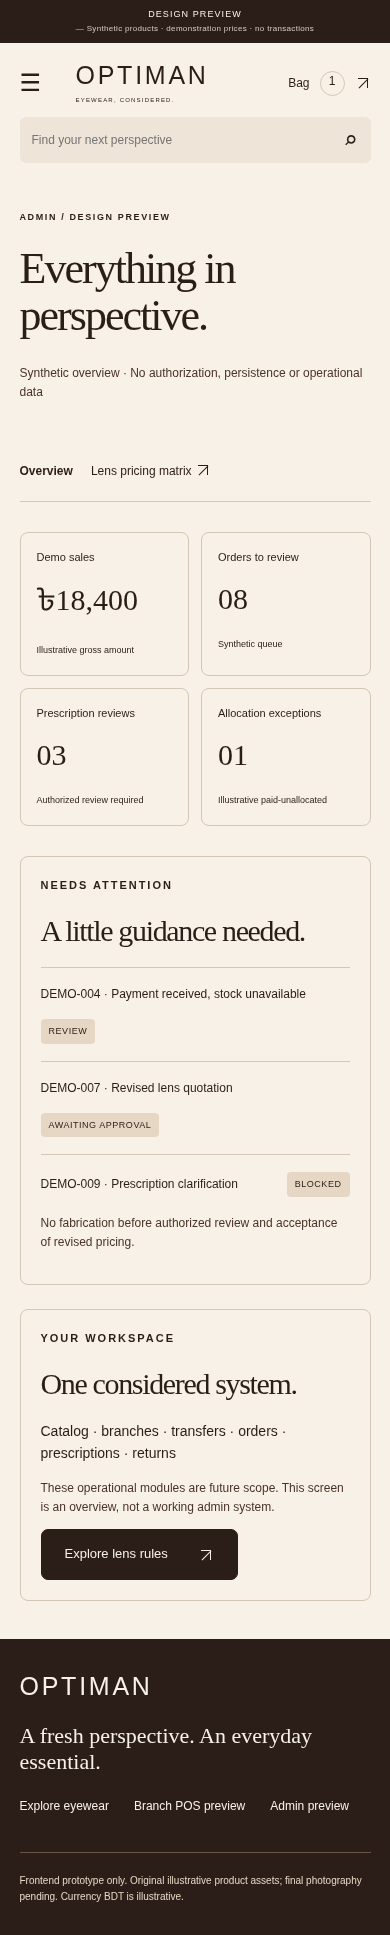 DESIGN PREVIEW
— Synthetic products · demonstration prices · no transactions
☰ OPTIMAN Bag 1
EYEWEAR, CONSIDERED.
Find your next perspective
ADMIN / DESIGN PREVIEW
Everything in
perspective.
Synthetic overview · No authorization, persistence or operational
data
Overview Lens pricing matrix
Demo sales
৳18,400
Illustrative gross amount
Orders to review
08
Synthetic queue
Prescription reviews
03
Authorized review required
Allocation exceptions
01
Illustrative paid-unallocated
NEEDS ATTENTION
A little guidance needed.
DEMO-004 · Payment received, stock unavailable
REVIEW
DEMO-007 · Revised lens quotation
AWAITING APPROVAL
DEMO-009 · Prescription clarification BLOCKED
No fabrication before authorized review and acceptance
of revised pricing.
YOUR WORKSPACE
One considered system.
Catalog · branches · transfers · orders ·
prescriptions · returns
These operational modules are future scope. This screen
is an overview, not a working admin system.
Explore lens rules
OPTIMAN
A fresh perspective. An everyday
essential.
Explore eyewear Branch POS preview Admin preview
Frontend prototype only. Original illustrative product assets; final photography
pending. Currency BDT is illustrative.